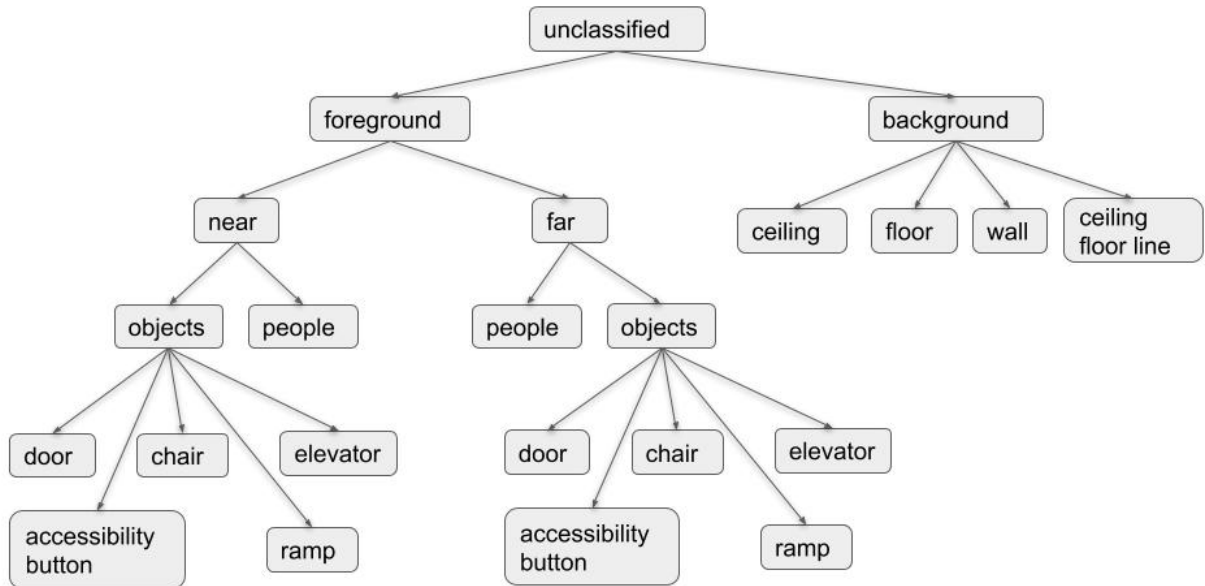 unclassified
foreground
background
near
far
ceiling
floor
wall
ceiling
floor line
objects
people
people
objects
door
chair
elevator
door
chair
elevator
accessibility
button
ramp
accessibility
button
ramp